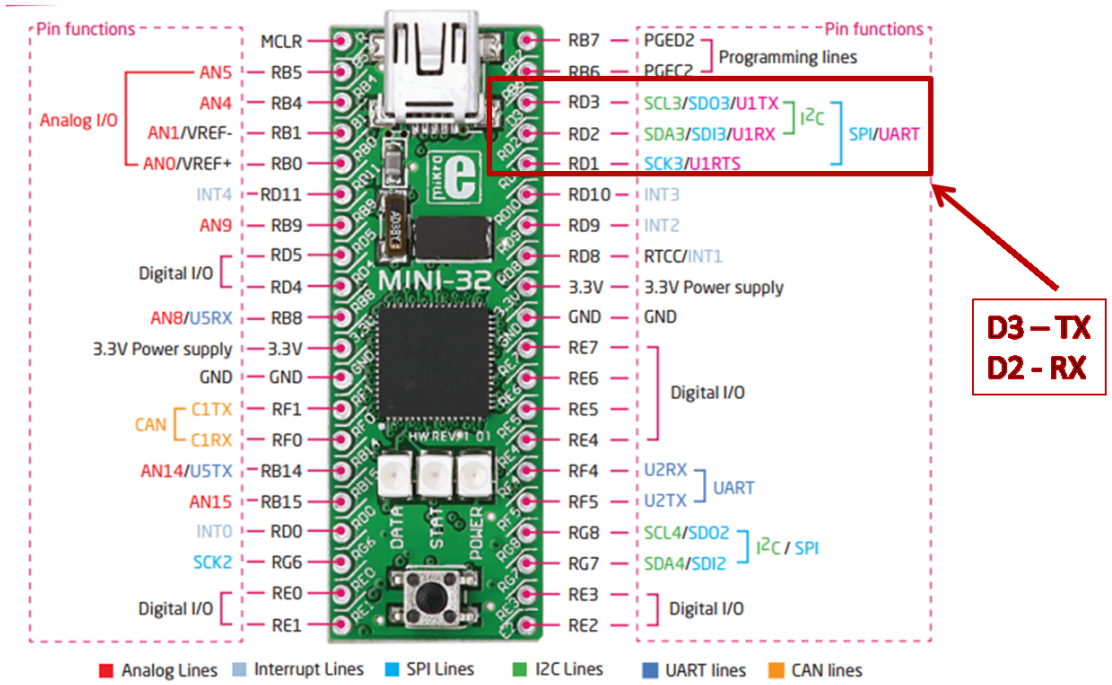 Pin functions
Pin functions
MCLR
RB7
PGED2
Programming lines
AN5
RB5
RB6
PGEC2
AN4
RB4
RD3
SCL3/SDO3/U1TX
Analog I/O
I²C
AN1/VREF-
RB1
RD2
SDA3/SDI3/U1RX
SPI/UART
AN0/VREF+
RB0
RD1
SCK3/U1RTS
INT4
RD11
RD10
INT3
AN9
RB9
RD9
INT2
RD5
RD8
RTCC/INT1
Digital I/O
RD4
3.3V
3.3V Power supply
AN8/U5RX
RB8
GND
GND
3.3V Power supply
3.3V
RE7
GND
GND
RE6
Digital I/O
C1TX
RF1
RE5
CAN
C1RX
RF0
RE4
AN14/U5TX
RB14
RF4
U2RX
UART
AN15
RB15
RF5
U2TX
INT0
RD0
RG8
SCL4/SDO2
I²C/ SPI
SCK2
RG6
RG7
SDA4/SDI2
RE0
RE3
Digital I/O
Digital I/O
RE1
RE2
mikro
e
MINI-32
HW.REV#1 01
DATA
STAT
POWER
D3 – TX
D2 - RX
Analog Lines
Interrupt Lines
SPI Lines
I2C Lines
UART lines
CAN lines